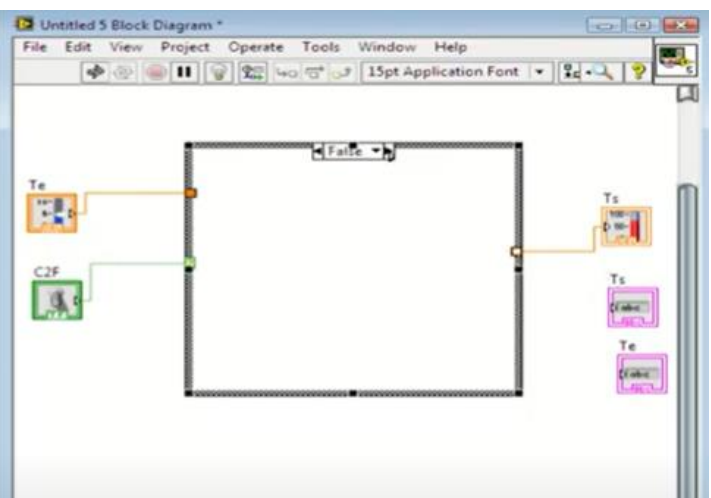 Untitled 5 Block Diagram *
File Edit View Project Operate Tools Window Help
15pt Application Font
5
False
Te
Ts
C2F
Ts
Te